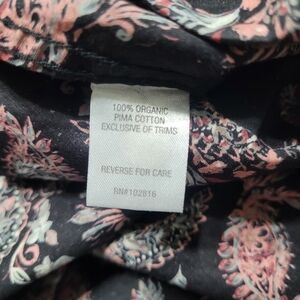 100% ORGANIC
PIMA COTTON
EXCLUSIVE OF TRIMS
REVERSE FOR CARE
RN#102816